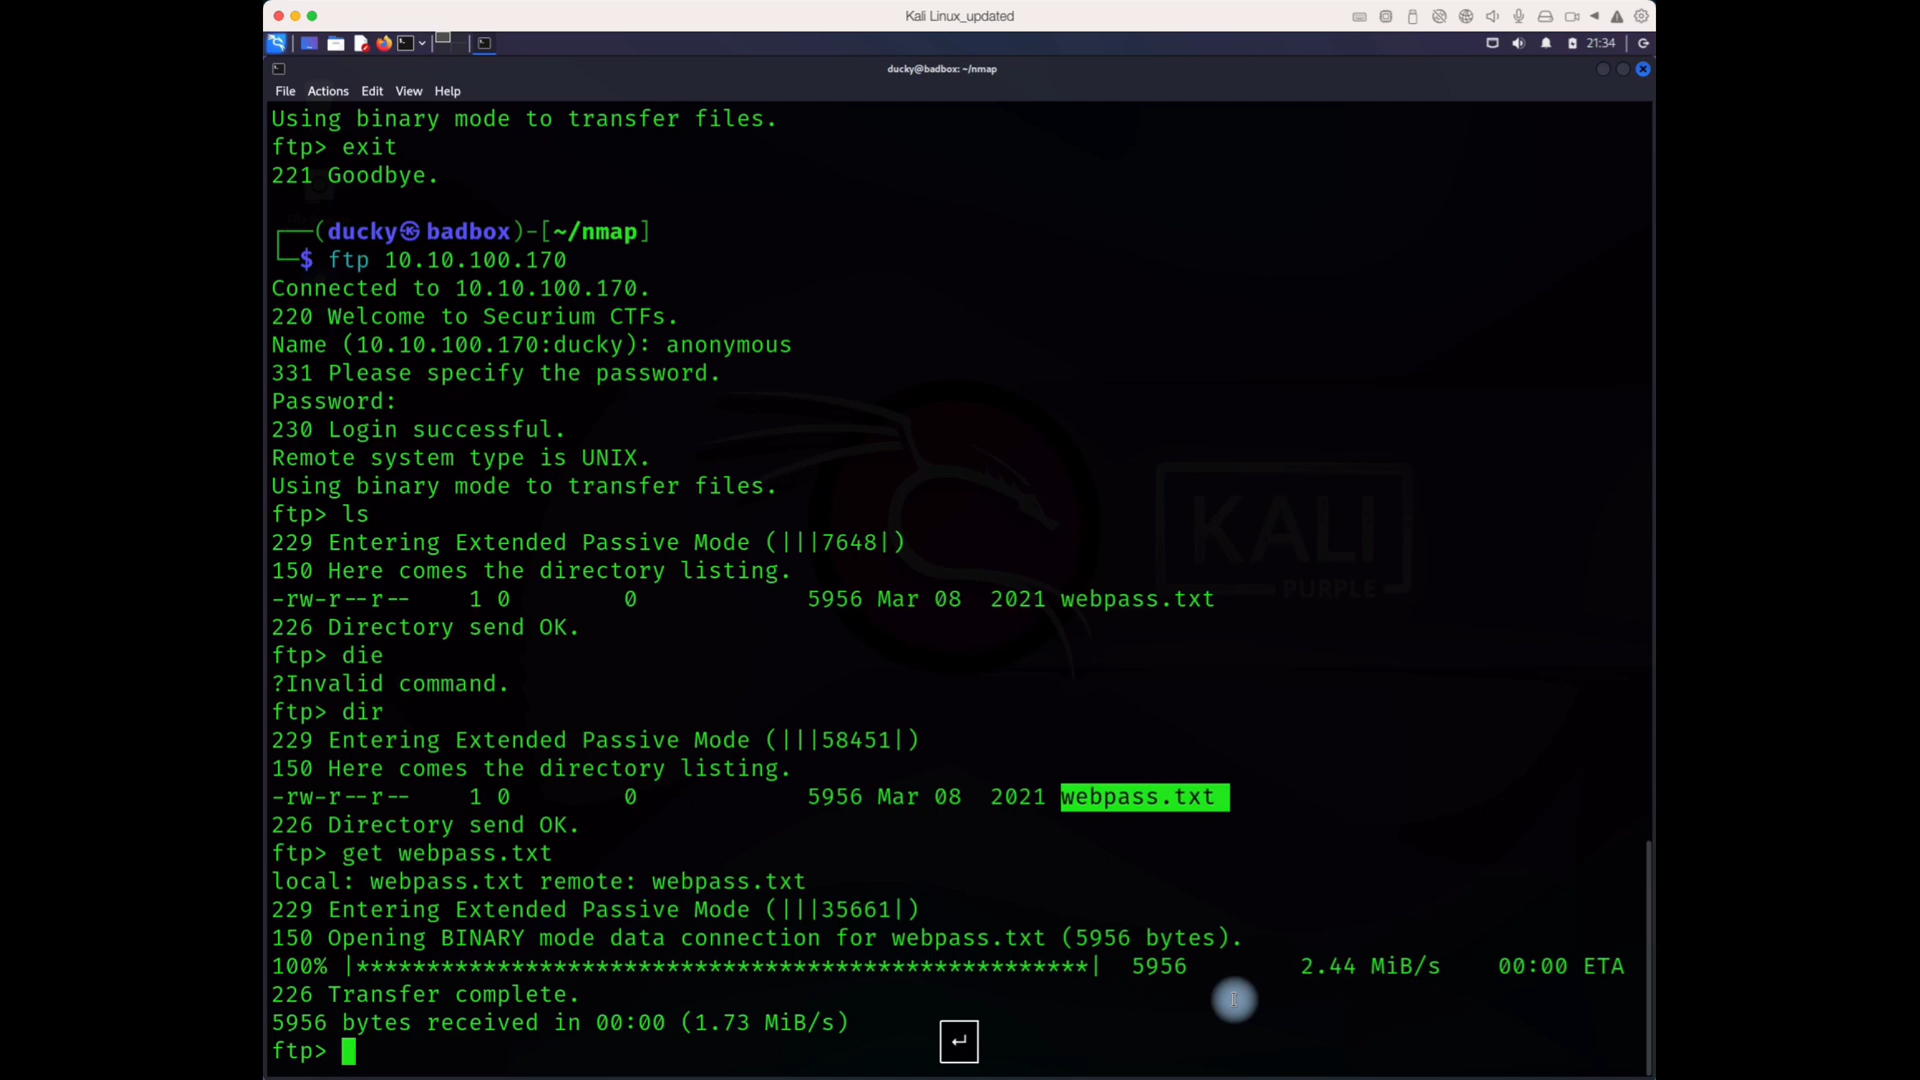 Kali Linux_updated
21:34
ducky@badbox: ~/nmap
File Actions Edit View Help
Using binary mode to transfer files.
ftp> exit
221 Goodbye.
┌──(ducky㉿badbox)-[~/nmap]
└─$ ftp 10.10.100.170
Connected to 10.10.100.170.
220 Welcome to Securium CTFs.
Name (10.10.100.170:ducky): anonymous
331 Please specify the password.
Password:
230 Login successful.
Remote system type is UNIX.
Using binary mode to transfer files.
ftp> ls
229 Entering Extended Passive Mode (|||7648|)
150 Here comes the directory listing.
-rw-r--r--    1 0        0            5956 Mar 08  2021 webpass.txt
226 Directory send OK.
ftp> die
?Invalid command.
ftp> dir
229 Entering Extended Passive Mode (|||58451|)
150 Here comes the directory listing.
-rw-r--r--    1 0        0            5956 Mar 08  2021 webpass.txt
226 Directory send OK.
ftp> get webpass.txt
local: webpass.txt remote: webpass.txt
229 Entering Extended Passive Mode (|||35661|)
150 Opening BINARY mode data connection for webpass.txt (5956 bytes).
100% |****************************************************|  5956        2.44 MiB/s    00:00 ETA
226 Transfer complete.
5956 bytes received in 00:00 (1.73 MiB/s)
ftp>
KALI
PURPLE